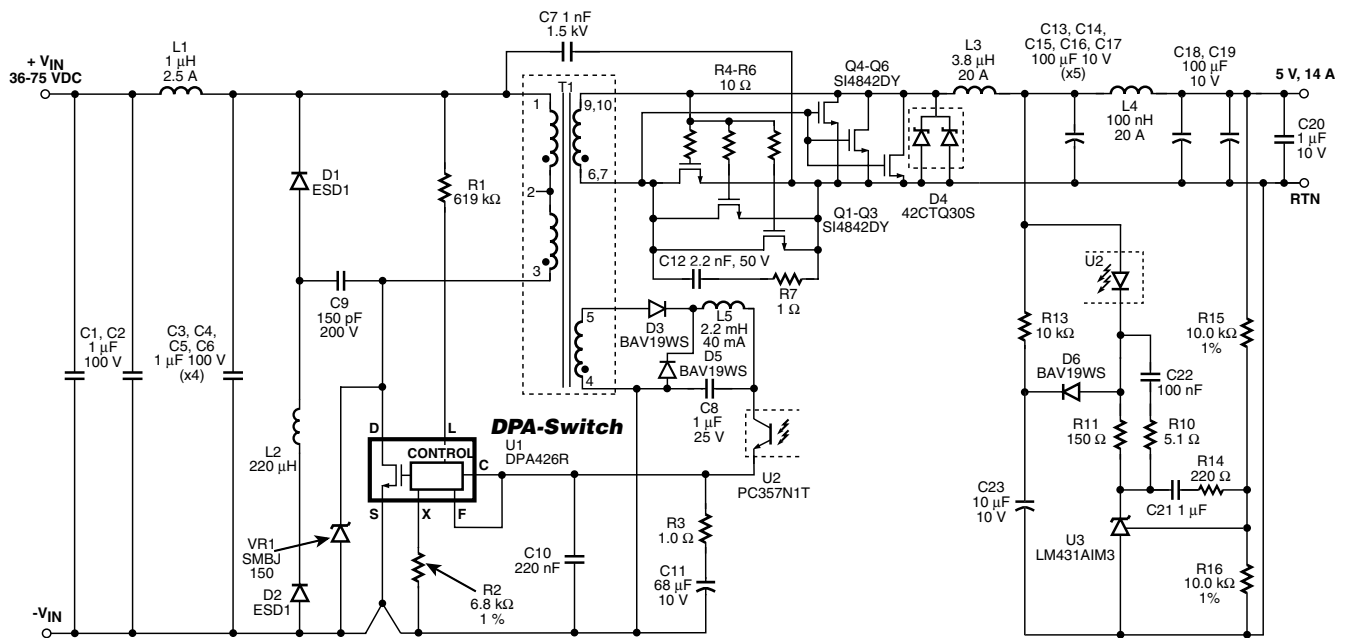 C7 1 nF
1.5 kV
+ VIN
36-75 VDC
L1
1 µH
2.5 A
T1
1
2
3
9,10
6,7
5
4
R4-R6
10 Ω
Q4-Q6
SI4842DY
L3
3.8 µH
20 A
C13, C14,
C15, C16, C17
100 µF 10 V
(x5)
L4
100 nH
20 A
C18, C19
100 µF
10 V
5 V, 14 A
C20
1 µF
10 V
RTN
D1
ESD1
R1
619 kΩ
Q1-Q3
SI4842DY
D4
42CTQ30S
C12 2.2 nF, 50 V
R7
1 Ω
C9
150 pF
200 V
C1, C2
1 µF
100 V
C3, C4,
C5, C6
1 µF 100 V
(x4)
D3
BAV19WS
L5
2.2 mH
40 mA
D5
BAV19WS
C8
1 µF
25 V
U2
R13
10 kΩ
R15
10.0 kΩ
1%
D6
BAV19WS
C22
100 nF
R11
150 Ω
R10
5.1 Ω
L2
220 µH
DPA-Switch
U1
DPA426R
D
L
CONTROL
C
S
X
F
U2
PC357N1T
R14
220 Ω
C21 1 µF
C23
10 µF
10 V
U3
LM431AIM3
R16
10.0 kΩ
1%
VR1
SMBJ
150
D2
ESD1
R2
6.8 kΩ
1 %
C10
220 nF
R3
1.0 Ω
C11
68 µF
10 V
-VIN